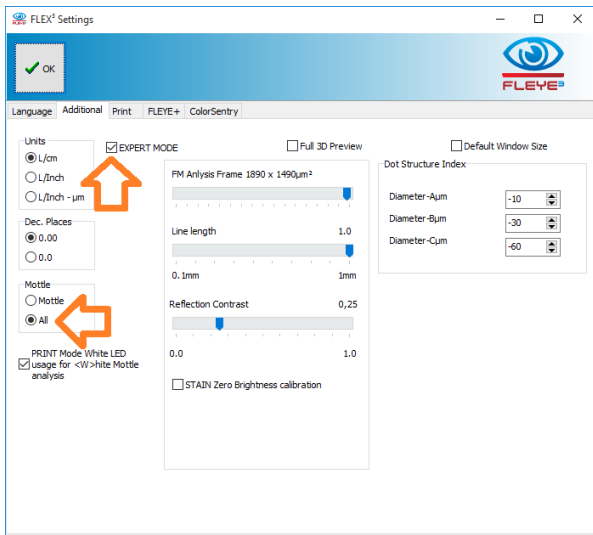 FLEX³ Settings
OK
FLEYE³
Language Additional Print FLEYE+ ColorSentry
Units
L/cm
L/Inch
L/Inch - µm
EXPERT MODE
Full 3D Preview
Default Window Size
Dec. Places
0.00
0.0
Mottle
Mottle
All
PRINT Mode White LED
usage for <W>hite Mottle
analysis
FM Anlysis Frame 1890 x 1490µm²
Line length 1.0
0.1mm 1mm
Reflection Contrast 0,25
0.0 1.0
STAIN Zero Brightness calibration
Dot Structure Index
Diameter-Aµm -10
Diameter-Bµm -30
Diameter-Cµm -60